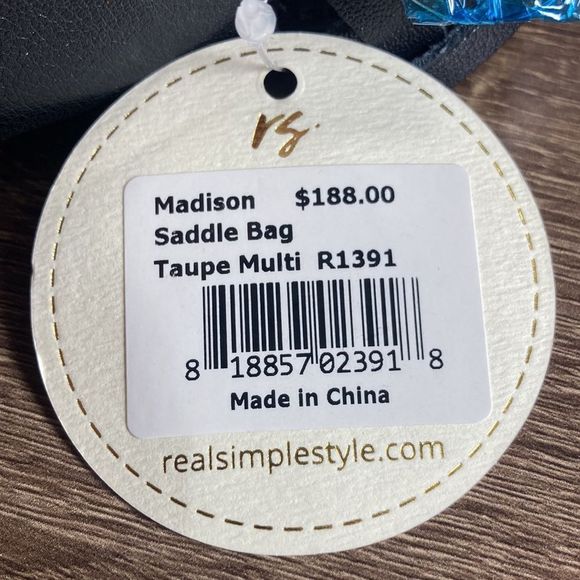 rs.
Madison $188.00
Saddle Bag
Taupe Multi R1391
8 18857 02391 8
Made in China
realsimplestyle.com